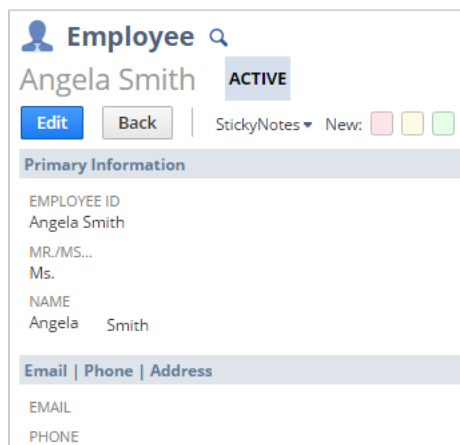 Employee
Angela Smith ACTIVE
Edit Back StickyNotes New:
Primary Information
EMPLOYEE ID
Angela Smith
MR./MS...
Ms.
NAME
Angela Smith
Email | Phone | Address
EMAIL
PHONE